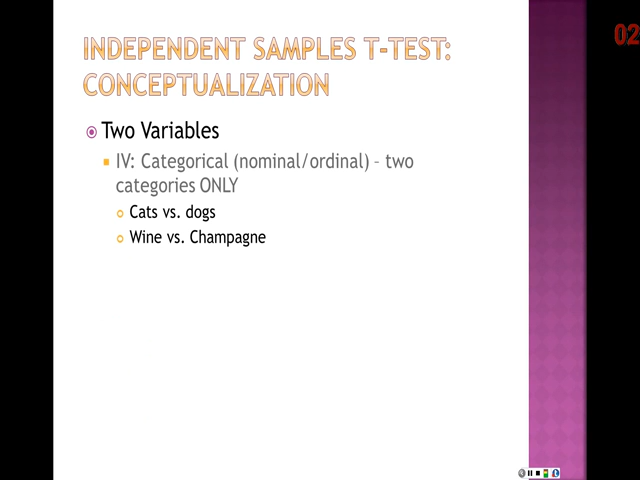 INDEPENDENT SAMPLES T-TEST:
CONCEPTUALIZATION
Two Variables
IV: Categorical (nominal/ordinal) – two
categories ONLY
Cats vs. dogs
Wine vs. Champagne
02